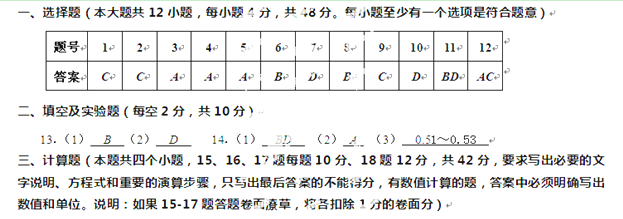 一、选择题（本大题共 12 小题，每小题 4 分，共 48 分。每小题至少有一个选项是符合题意）
题号 1 2 3 4 5 6 7 8 9 10 11 12
答案 C C A A A B D B C D BD AC
二、填空及实验题（每空 2 分，共 10 分）
13.（1） B （2） D 14.（1） BD （2） A （3） 0.51～0.53
三、计算题（本题共四个小题，15、16、17 题每题 10 分、18 题 12 分，共 42 分，要求写出必要的文
字说明、方程式和重要的演算步骤，只写出最后答案的不能得分，有数值计算的题，答案中必须明确写出
数值和单位。说明：如果 15-17 题答题卷面潦草，将各扣除 1 分的卷面分）